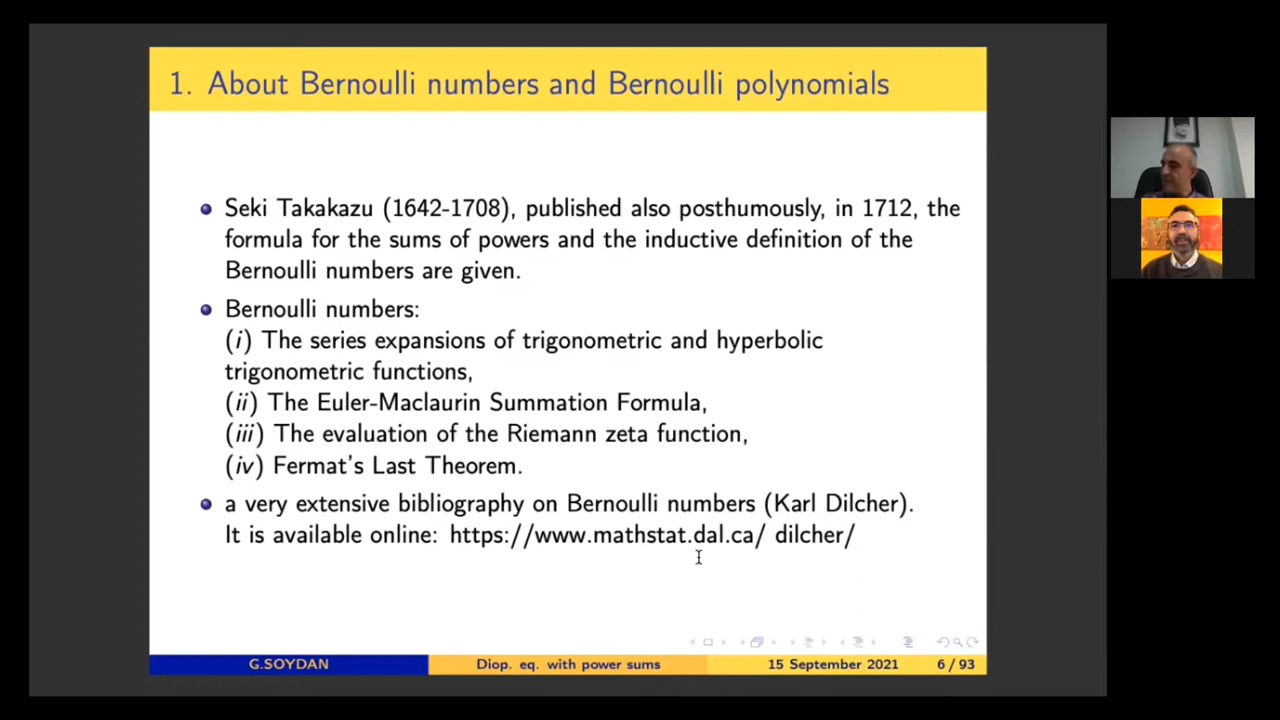 1. About Bernoulli numbers and Bernoulli polynomials
Seki Takakazu (1642-1708), published also posthumously, in 1712, the
formula for the sums of powers and the inductive definition of the
Bernoulli numbers are given.
Bernoulli numbers:
(i) The series expansions of trigonometric and hyperbolic
trigonometric functions,
(ii) The Euler-Maclaurin Summation Formula,
(iii) The evaluation of the Riemann zeta function,
(iv) Fermat's Last Theorem.
a very extensive bibliography on Bernoulli numbers (Karl Dilcher).
It is available online: https://www.mathstat.dal.ca/ dilcher/
G.SOYDAN Diop. eq. with power sums 15 September 2021 6 / 93